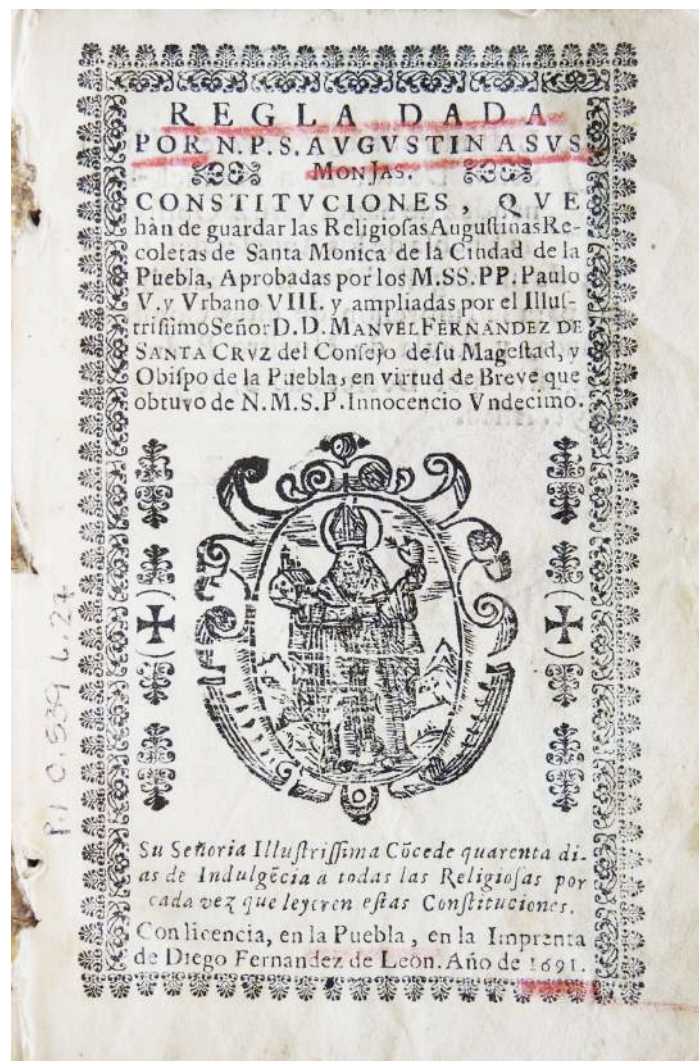 REGLA DADA
POR N.P.S. AVGVSTIN A SVS
MONJAS.
CONSTITVCIONES, QVE
hàn de guardar las Religioſas Auguſtinas Re-
coletas de Santa Monica de la Ciudad de la
Puebla, Aprobadas por los M.SS.PP. Paulo
V. y Vrbano VIII. y ampliadas por el Illuſ-
triſſimo Señor D.D. MANVEL FERNANDEZ DE
SANTA CRVZ del Conſejo de ſu Mageſtad, y
Obiſpo de la Puebla, en virtud de Breve que
obtuvo de N.M.S.P. Innocencio Vndecimo.
Su Señoria Illuſtriſſima Cõcede quarenta di-
as de Indulgẽcia a todas las Religioſas por
cada vez que leyeren eſtas Conſtituciones.
Con licencia, en la Puebla, en la Imprenta
de Diego Fernandez de Leon. Año de 1691.
P.1 C.539 L.27